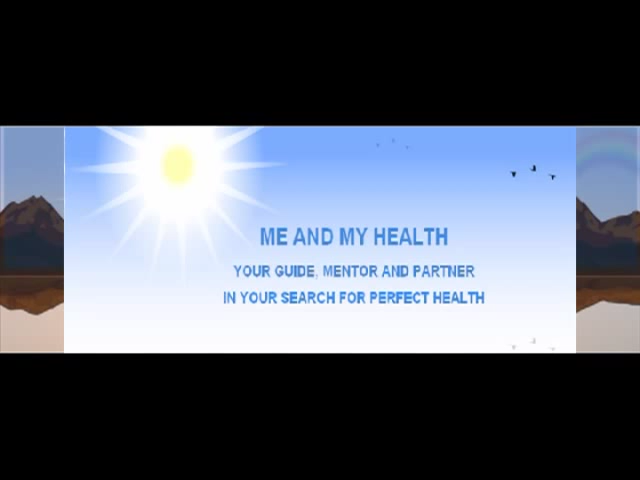 ME AND MY HEALTH
YOUR GUIDE, MENTOR AND PARTNER
IN YOUR SEARCH FOR PERFECT HEALTH